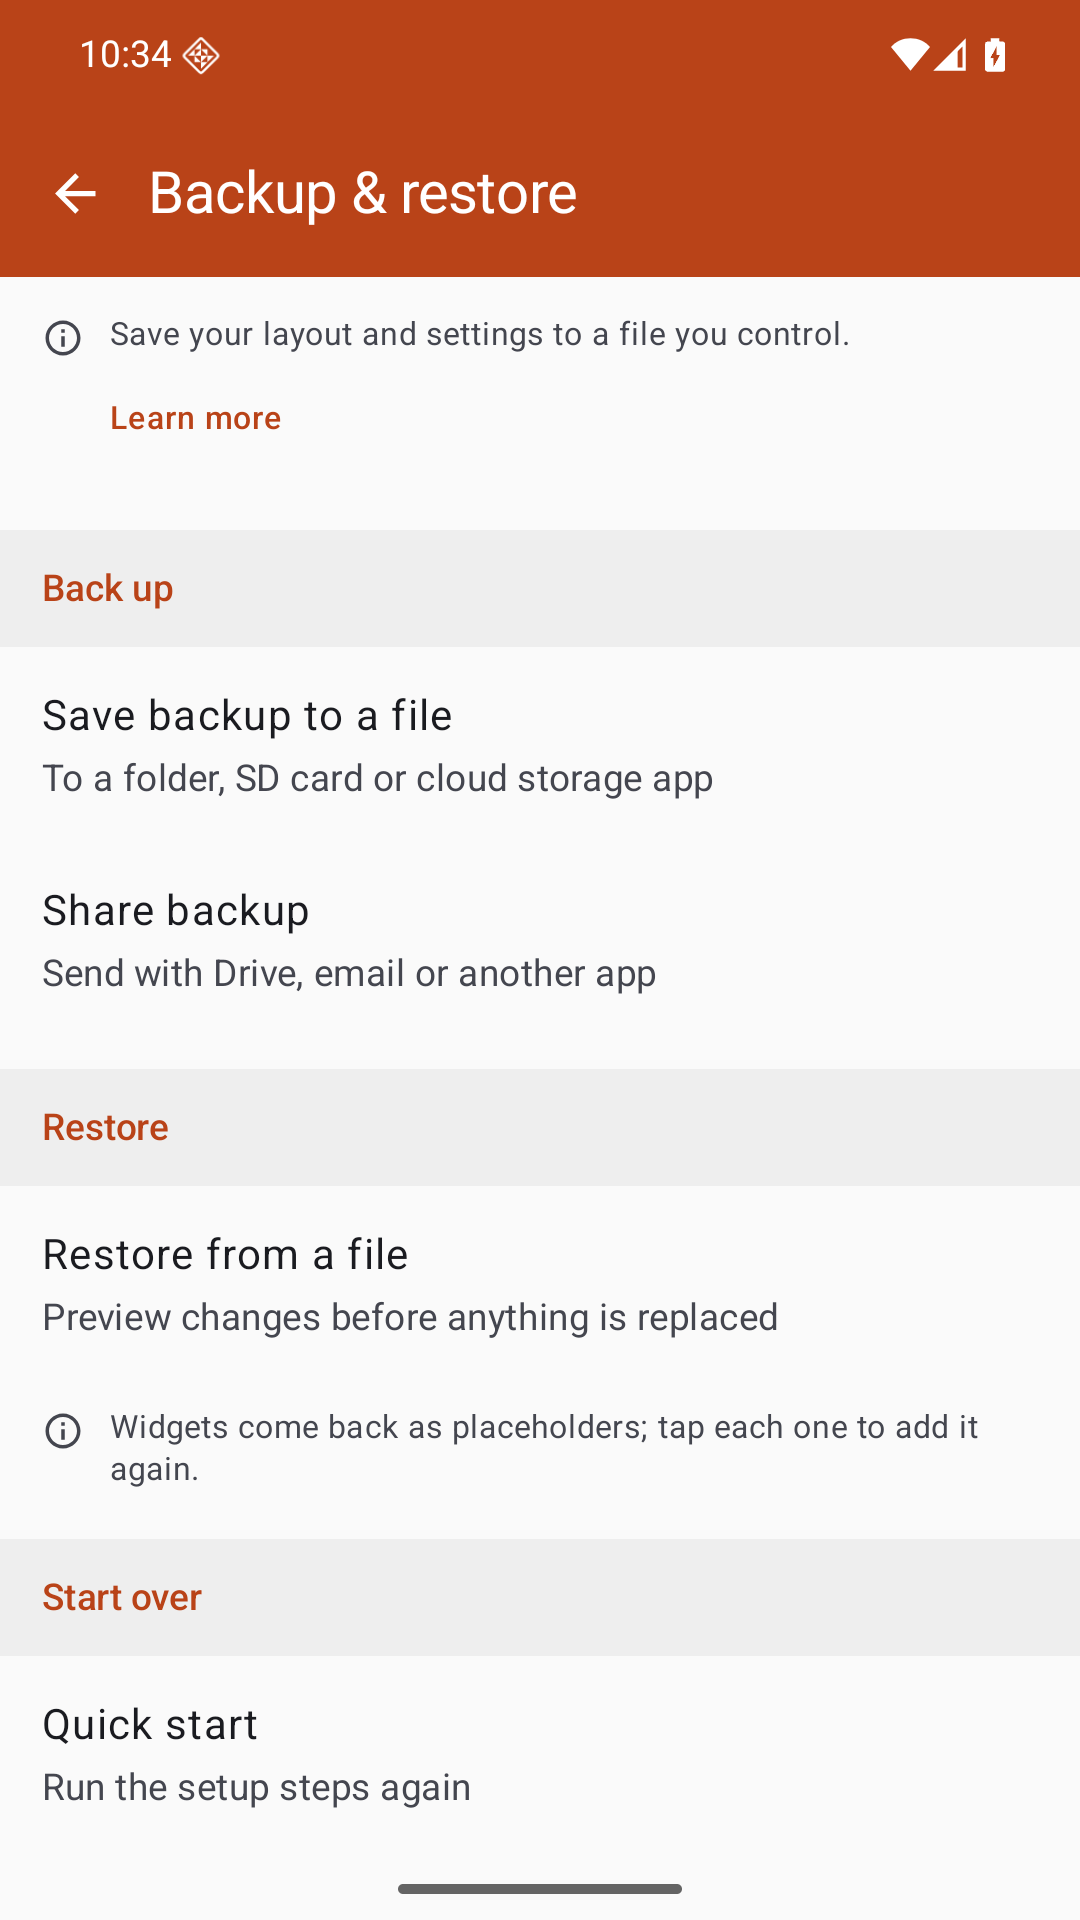 10:34
Backup & restore
Save your layout and settings to a file you control.
Learn more
Back up
Save backup to a file
To a folder, SD card or cloud storage app
Share backup
Send with Drive, email or another app
Restore
Restore from a file
Preview changes before anything is replaced
Widgets come back as placeholders; tap each one to add it
again.
Start over
Quick start
Run the setup steps again